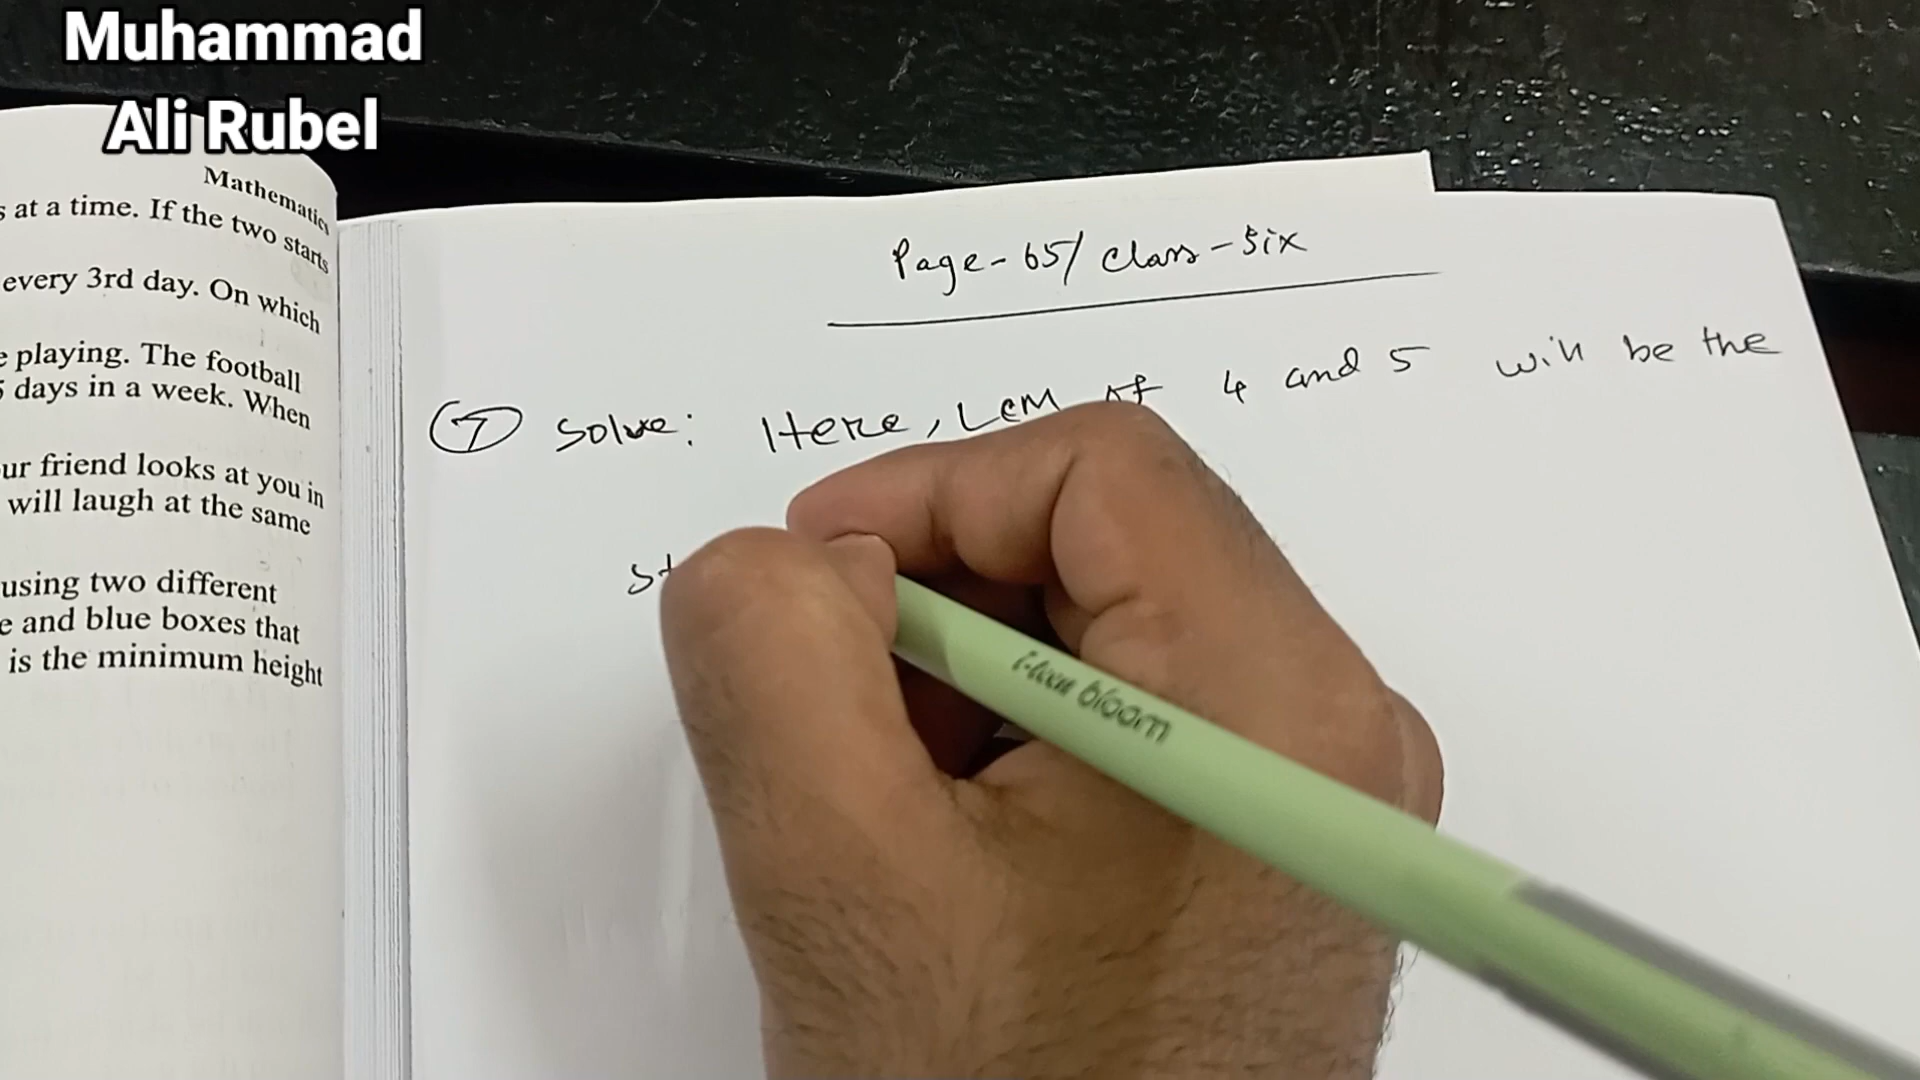 Muhammad
Ali Rubel
Mathematics
s at a time. If the two starts
every 3rd day. On which
e playing. The football
5 days in a week. When
ur friend looks at you in
will laugh at the same
using two different
e and blue boxes that
is the minimum height
Page-65/ Class-Six
7 Solve: Here, LCM of 4 and 5 will be the
st
bloom